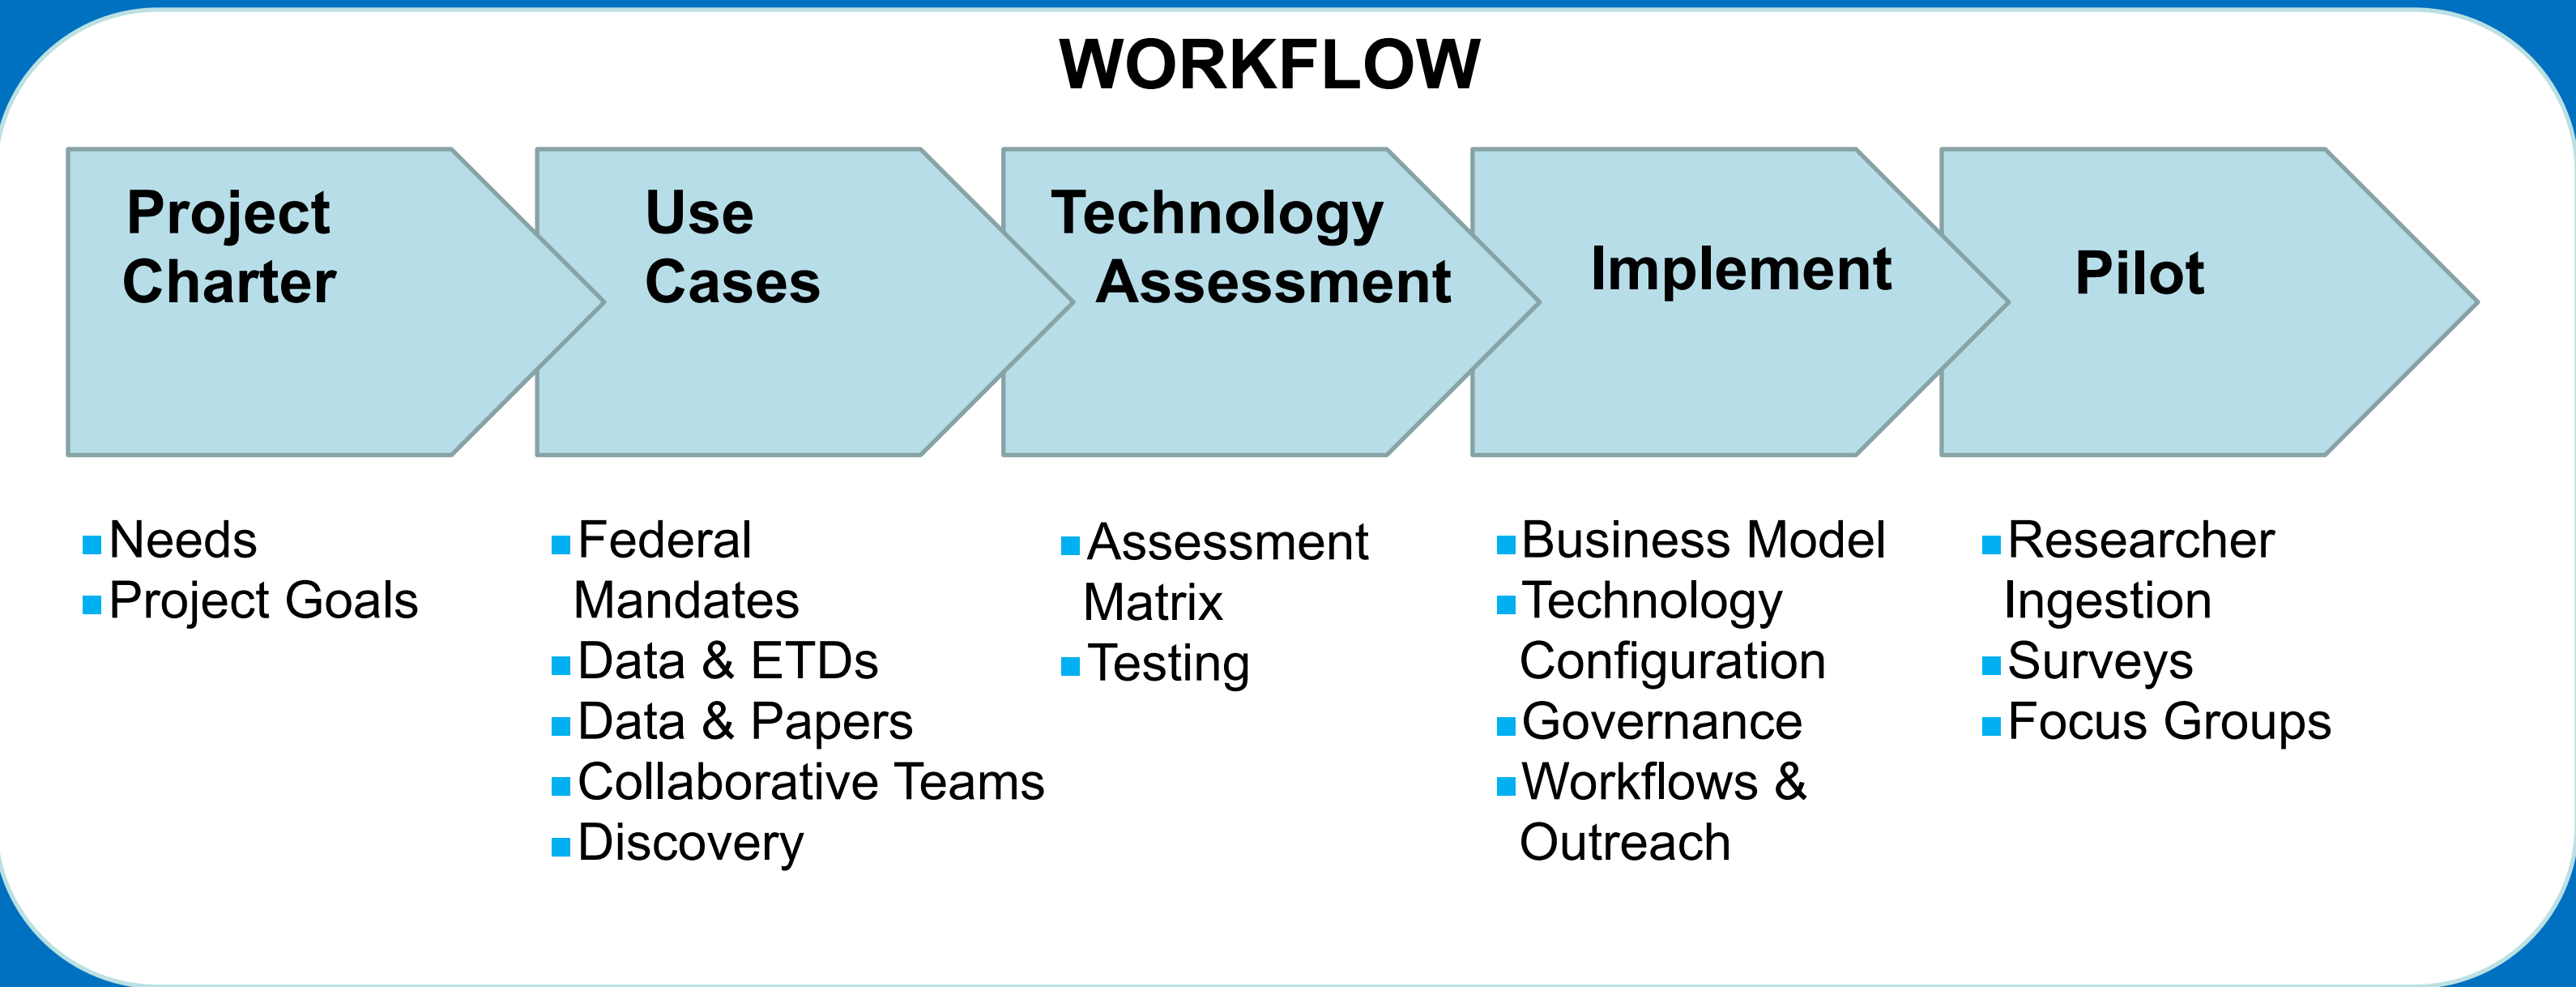 WORKFLOW
Project
Charter
Use
Cases
Technology
Assessment
Implement
Pilot
Needs
Project Goals
Federal
Mandates
Data & ETDs
Data & Papers
Collaborative Teams
Discovery
Assessment
Matrix
Testing
Business Model
Technology
Configuration
Governance
Workflows &
Outreach
Researcher
Ingestion
Surveys
Focus Groups